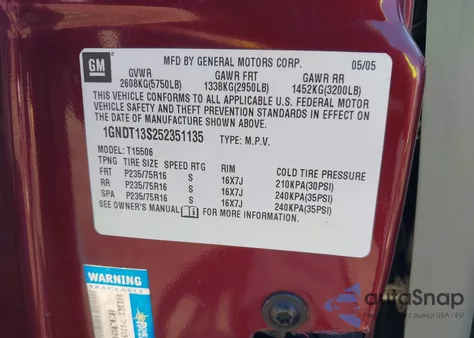 GM
MFD BY GENERAL MOTORS CORP. 05/05
GVWR GAWR FRT GAWR RR
2608KG(5750LB) 1338KG(2950LB) 1452KG(3200LB)
THIS VEHICLE CONFORMS TO ALL APPLICABLE U.S. FEDERAL MOTOR
VEHICLE SAFETY AND THEFT PREVENTION STANDARDS IN EFFECT ON
THE DATE OF MANUFACTURE SHOWN ABOVE.
1GNDT13S252351135 TYPE: M.P.V.
MODEL: T15506
TPNG TIRE SIZE SPEED RTG RIM COLD TIRE PRESSURE
FRT P235/75R16 S 16X7J 210KPA(30PSI)
RR P235/75R16 S 16X7J 240KPA(35PSI)
SP P235/75R16 S 16X7J 240KPA(35PSI)
SEE OWNER'S MANUAL FOR MORE INFORMATION.
WARNING
autoSnap